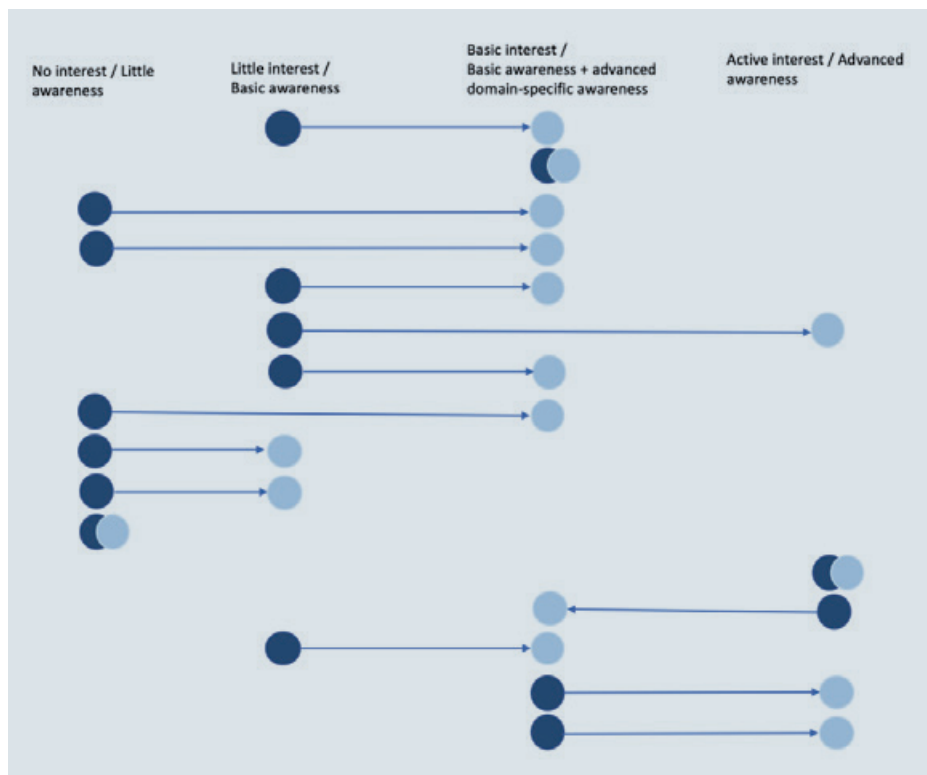 No interest / Little
awareness
Little interest /
Basic awareness
Basic interest /
Basic awareness + advanced
domain-specific awareness
Active interest / Advanced
awareness